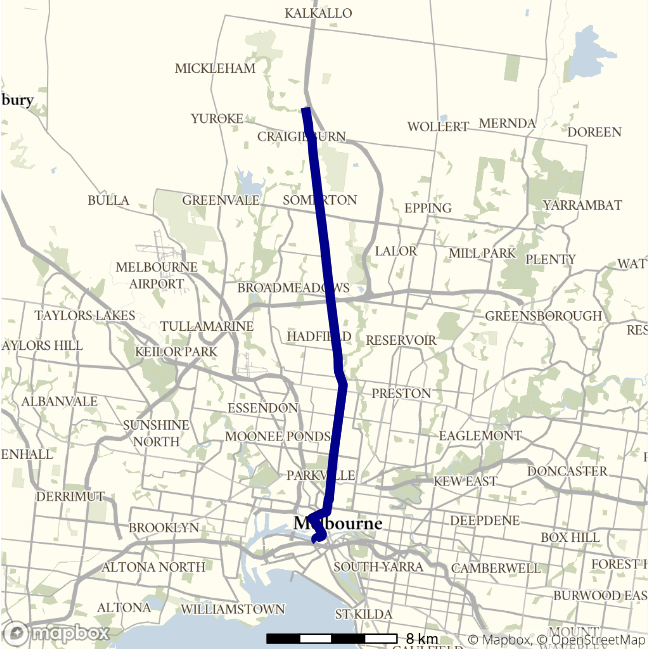 KALKALLO
MICKLEHAM
bury
YUROKE
CRAIGIEBURN
WOLLERT
MERNDA
DOREEN
BULLA
GREENVALE
SOMERTON
EPPING
YARRAMBAT
LALOR
MILL PARK
PLENTY
WAT
MELBOURNE
AIRPORT
BROADMEADOWS
TAYLORS LAKES
TULLAMARINE
GREENSBOROUGH
HADFIELD
RESERVOIR
RES
AYLORS HILL
KEILOR PARK
ALBANVALE
ESSENDON
PRESTON
SUNSHINE
NORTH
MOONEE PONDS
EAGLEMONT
ENHALL
PARKVILLE
KEW EAST
DONCASTER
DERRIMUT
BROOKLYN
Melbourne
DEEPDENE
BOX HILL
ALTONA NORTH
SOUTH YARRA
CAMBERWELL
FOREST H
BURWOOD EAS
ALTONA
WILLIAMSTOWN
ST KILDA
MOUNT
WAVERLEY
CAULFIELD
mapbox
8 km
© Mapbox, © OpenStreetMap